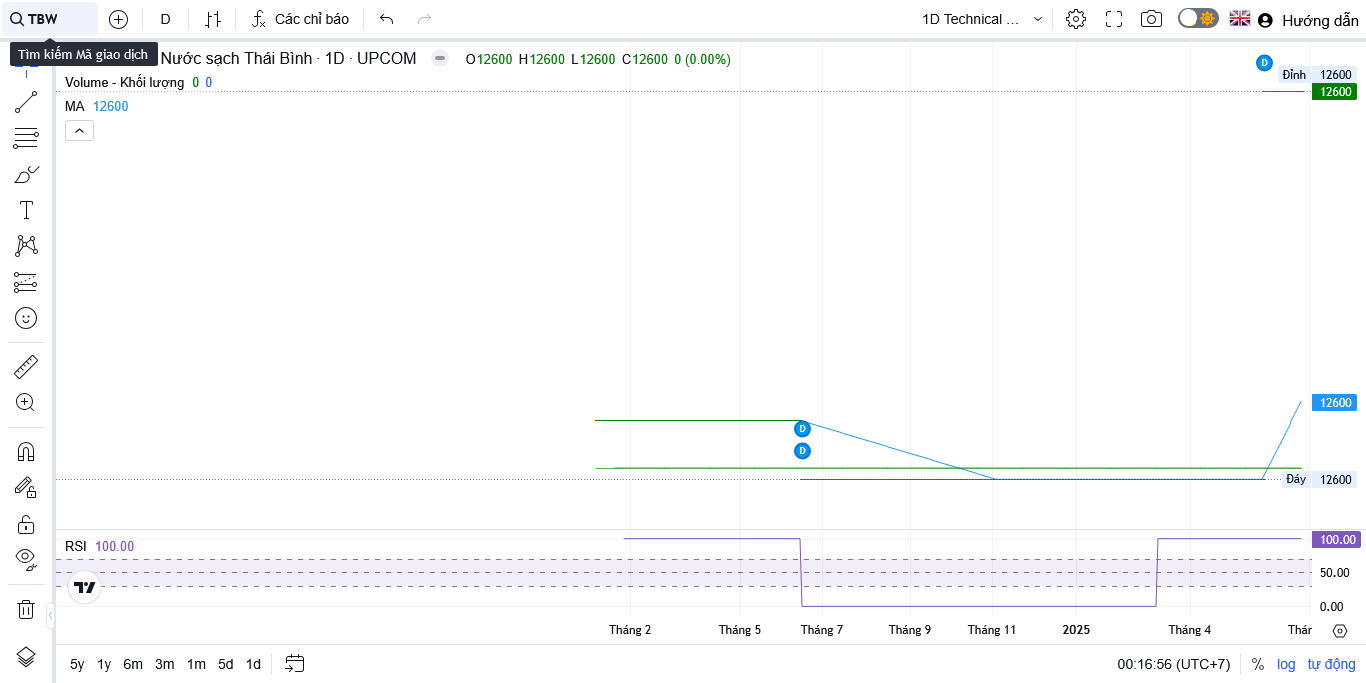 TBW
D
Các chỉ báo
1D Technical ...
Hướng dẫn
Tìm kiếm Mã giao dịch
Nước sạch Thái Bình · 1D · UPCOM
O12600 H12600 L12600 C12600 0 (0.00%)
Volume - Khối lượng 0 0
MA 12600
D
Đỉnh 12600
12600
12600
D
D
Đáy 12600
RSI 100.00
100.00
50.00
0.00
Tháng 2 Tháng 5 Tháng 7 Tháng 9 Tháng 11 2025 Tháng 4 Thán
5y 1y 6m 3m 1m 5d 1d
00:16:56 (UTC+7) % log tự động